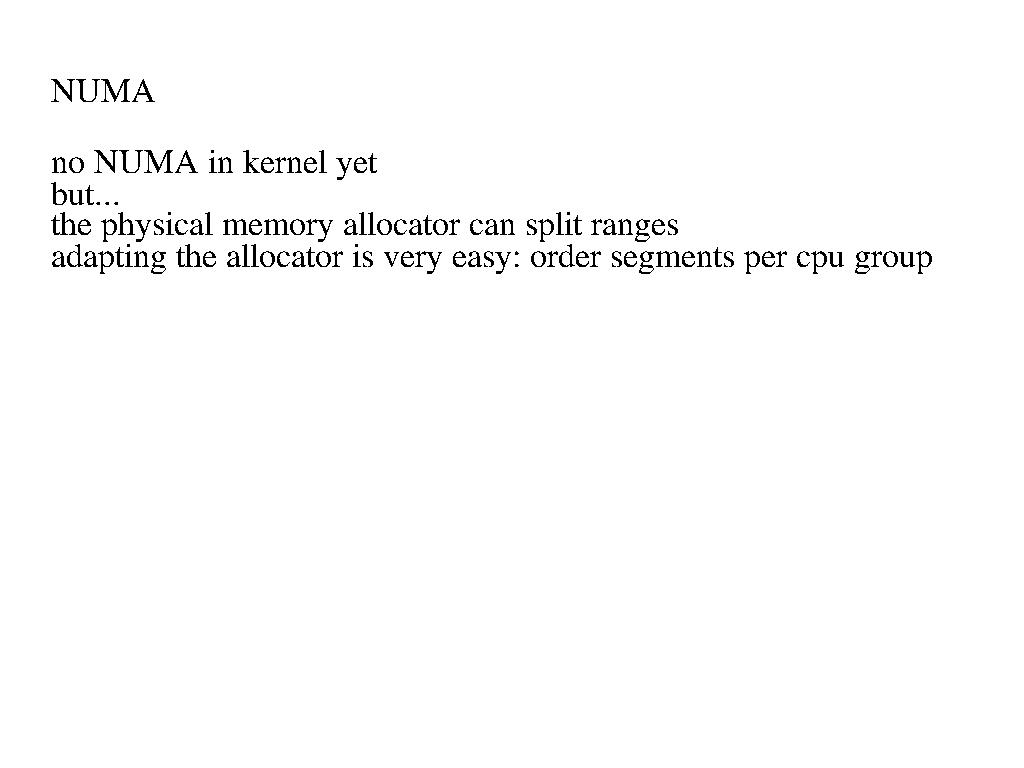 NUMA
no NUMA in kernel yet
but...
the physical memory allocator can split ranges
adapting the allocator is very easy: order segments per cpu group